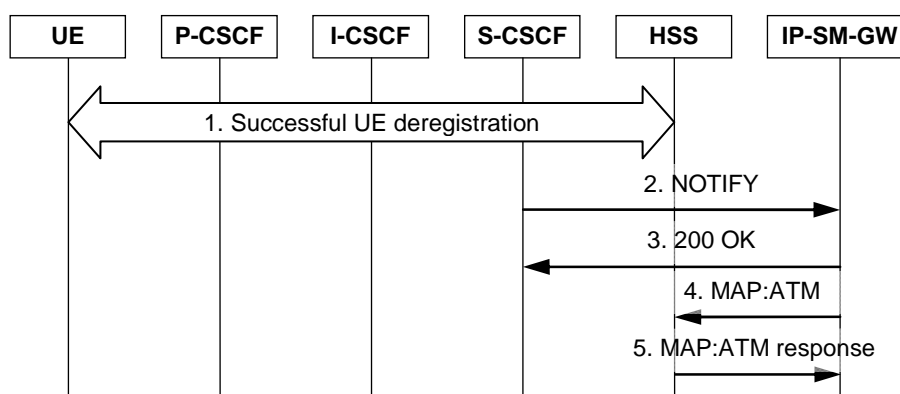 UE P-CSCF I-CSCF S-CSCF HSS IP-SM-GW
1. Successful UE deregistration
2. NOTIFY
3. 200 OK
4. MAP:ATM
5. MAP:ATM response